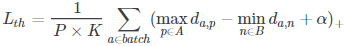 L_{th} = \frac{1}{P \times K} \sum_{a \in batch} (\max_{p \in A} d_{a,p} - \min_{n \in B} d_{a,n} + \alpha)_+